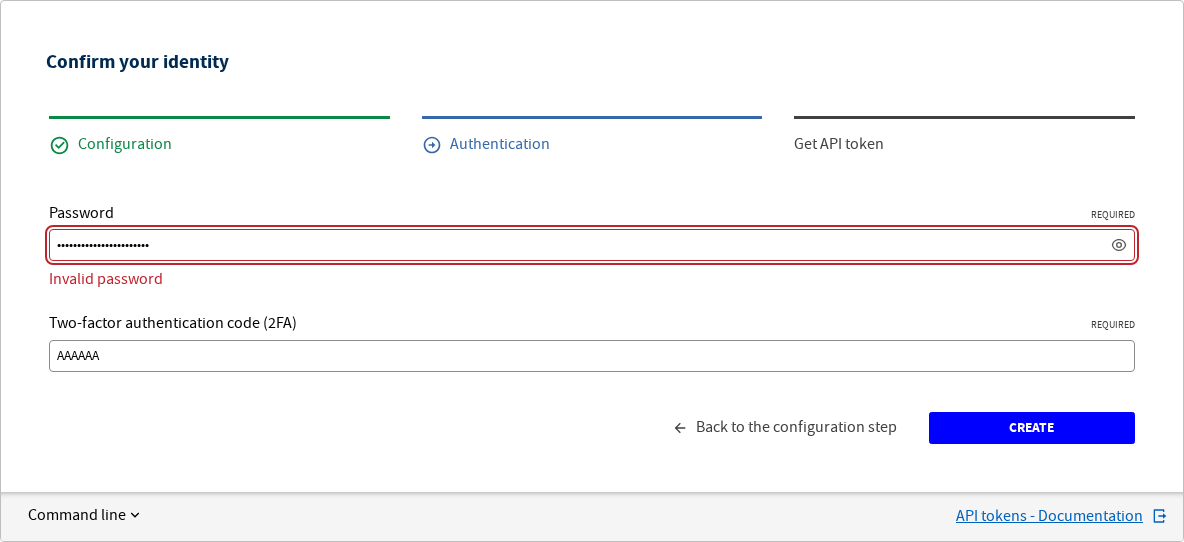 Confirm your identity
Configuration
Authentication
Get API token
Password
REQUIRED
•••••••••••••••••••••••
Invalid password
Two-factor authentication code (2FA)
REQUIRED
AAAAAA
Back to the configuration step
CREATE
Command line
API tokens - Documentation